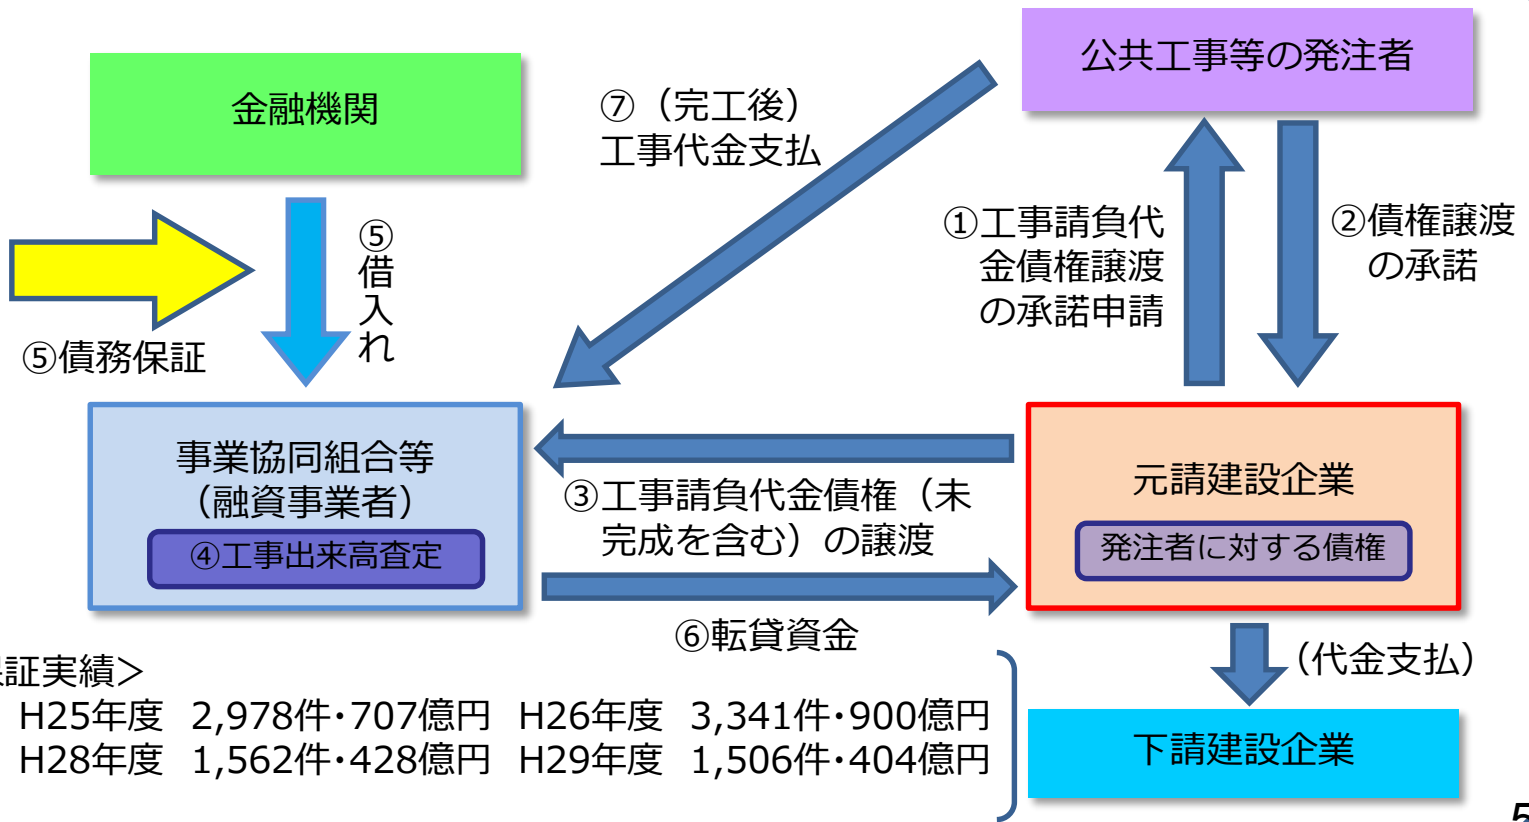 公共工事等の発注者
金融機関
⑦（完工後）
工事代金支払
①工事請負代
金債権譲渡
の承諾申請
②債権譲渡
の承諾
⑤借入れ
⑤債務保証
事業協同組合等
（融資事業者）
④工事出来高査定
③工事請負代金債権（未
完成を含む）の譲渡
元請建設企業
発注者に対する債権
⑥転貸資金
（代金支払）
証実績＞
H25年度 2,978件・707億円 H26年度 3,341件・900億円
H28年度 1,562件・428億円 H29年度 1,506件・404億円
下請建設企業